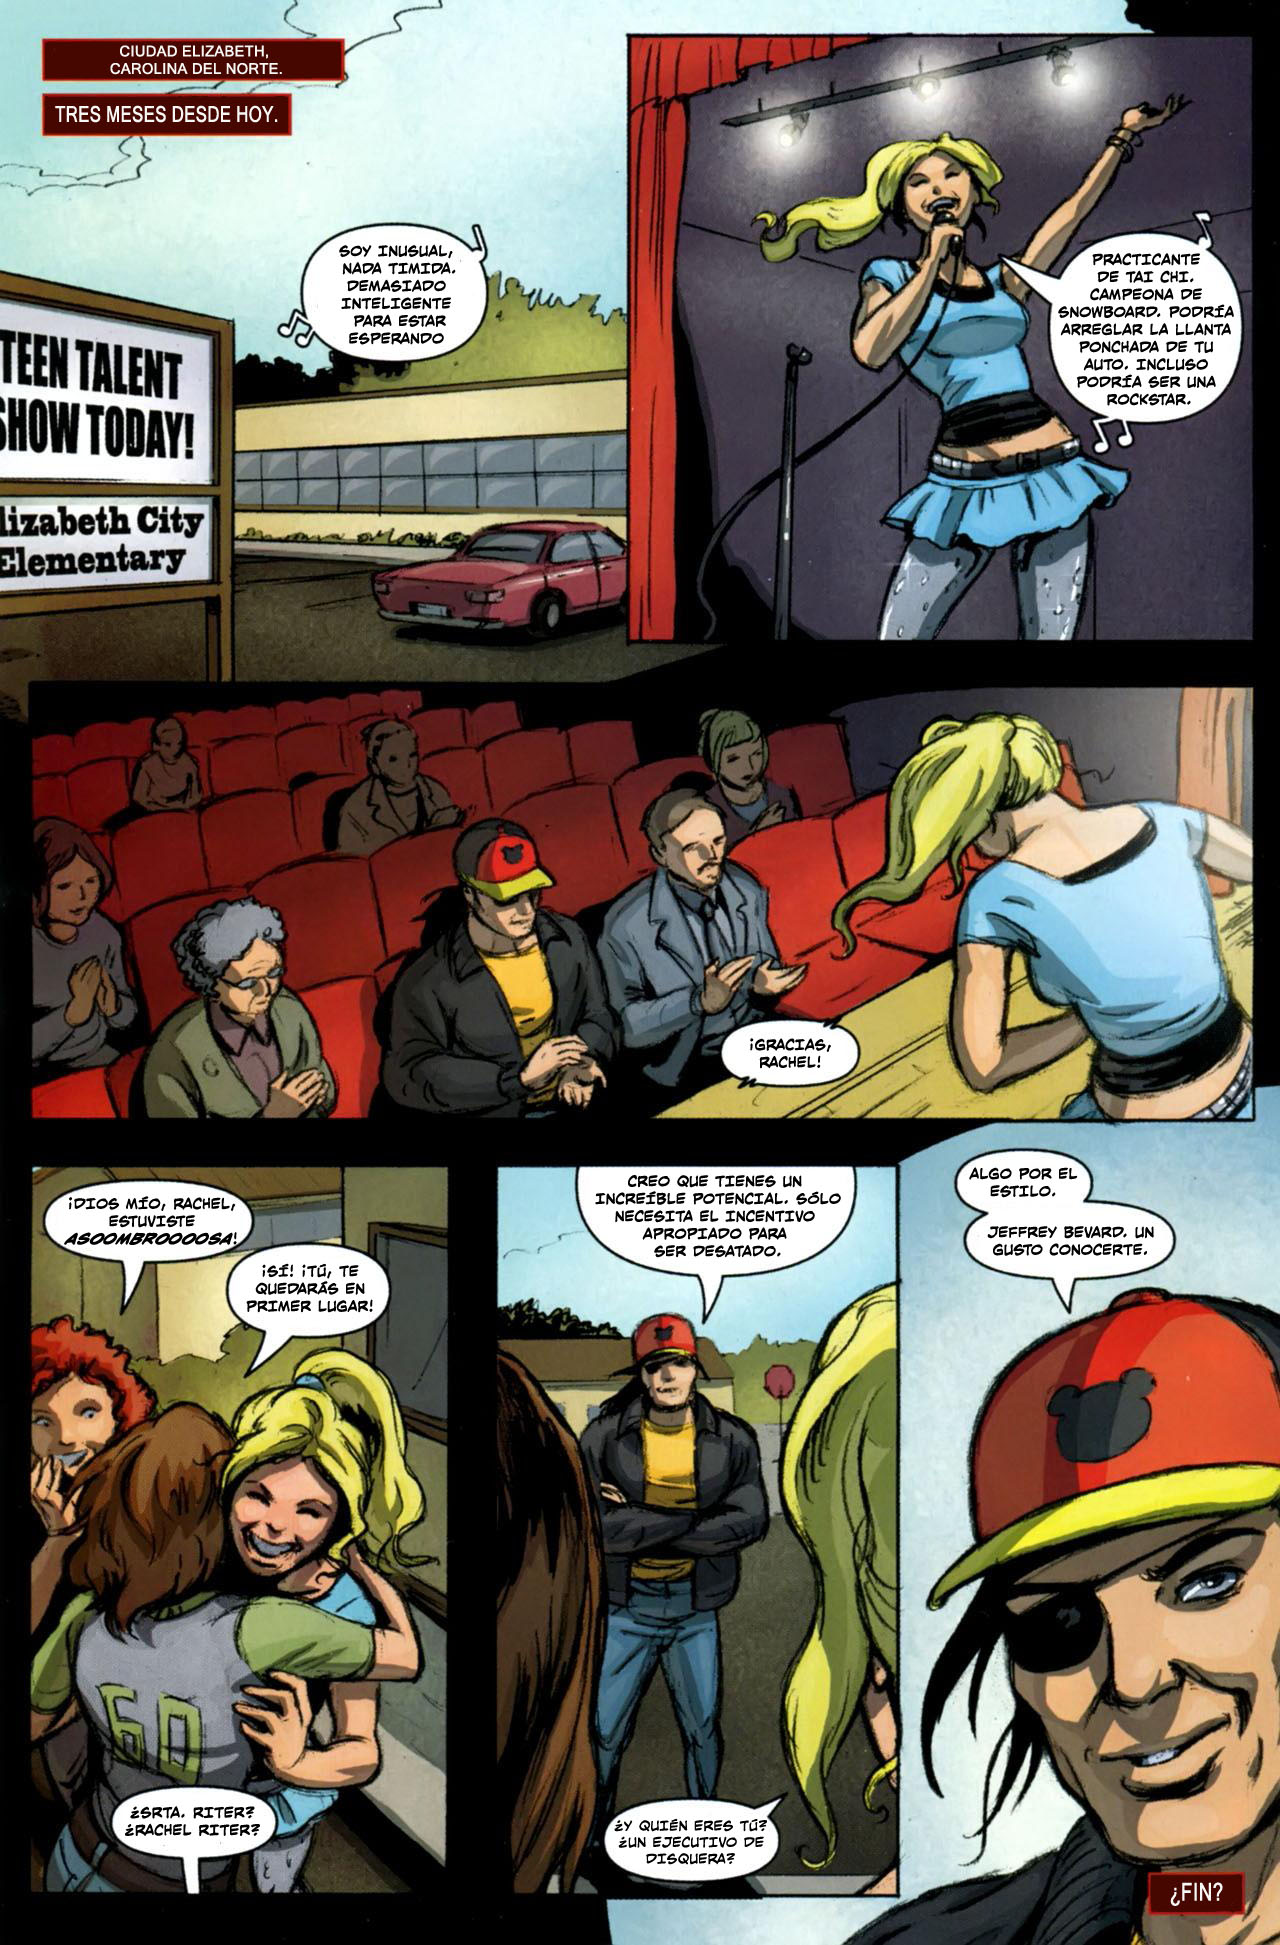 CIUDAD ELIZABETH,
CAROLINA DEL NORTE.
TRES MESES DESDE HOY.
SOY INUSUAL,
NADA TIMIDA.
DEMASIADO
INTELIGENTE
PARA ESTAR
ESPERANDO
TEEN TALENT
SHOW TODAY!
lizabeth City
Elementary
PRACTICANTE
DE TAI CHI.
CAMPEONA DE
SNOWBOARD. PODRÍA
ARREGLAR LA LLANTA
PONCHADA DE TU
AUTO. INCLUSO
PODRÍA SER UNA
ROCKSTAR.
¡GRACIAS,
RACHEL!
¡DIOS MÍO, RACHEL,
ESTUVISTE
ASOOMBROOOOSA!
¡SÍ! ¡TÚ, TE
QUEDARÁS EN
PRIMER LUGAR!
60
¿SRTA. RITER?
¿RACHEL RITER?
CREO QUE TIENES UN
INCREÍBLE POTENCIAL. SÓLO
NECESITA EL INCENTIVO
APROPIADO PARA
SER DESATADO.
¿Y QUIÉN ERES TÚ?
¿UN EJECUTIVO DE
DISQUERA?
ALGO POR EL
ESTILO.
JEFFREY BEVARD. UN
GUSTO CONOCERTE.
¿FIN?